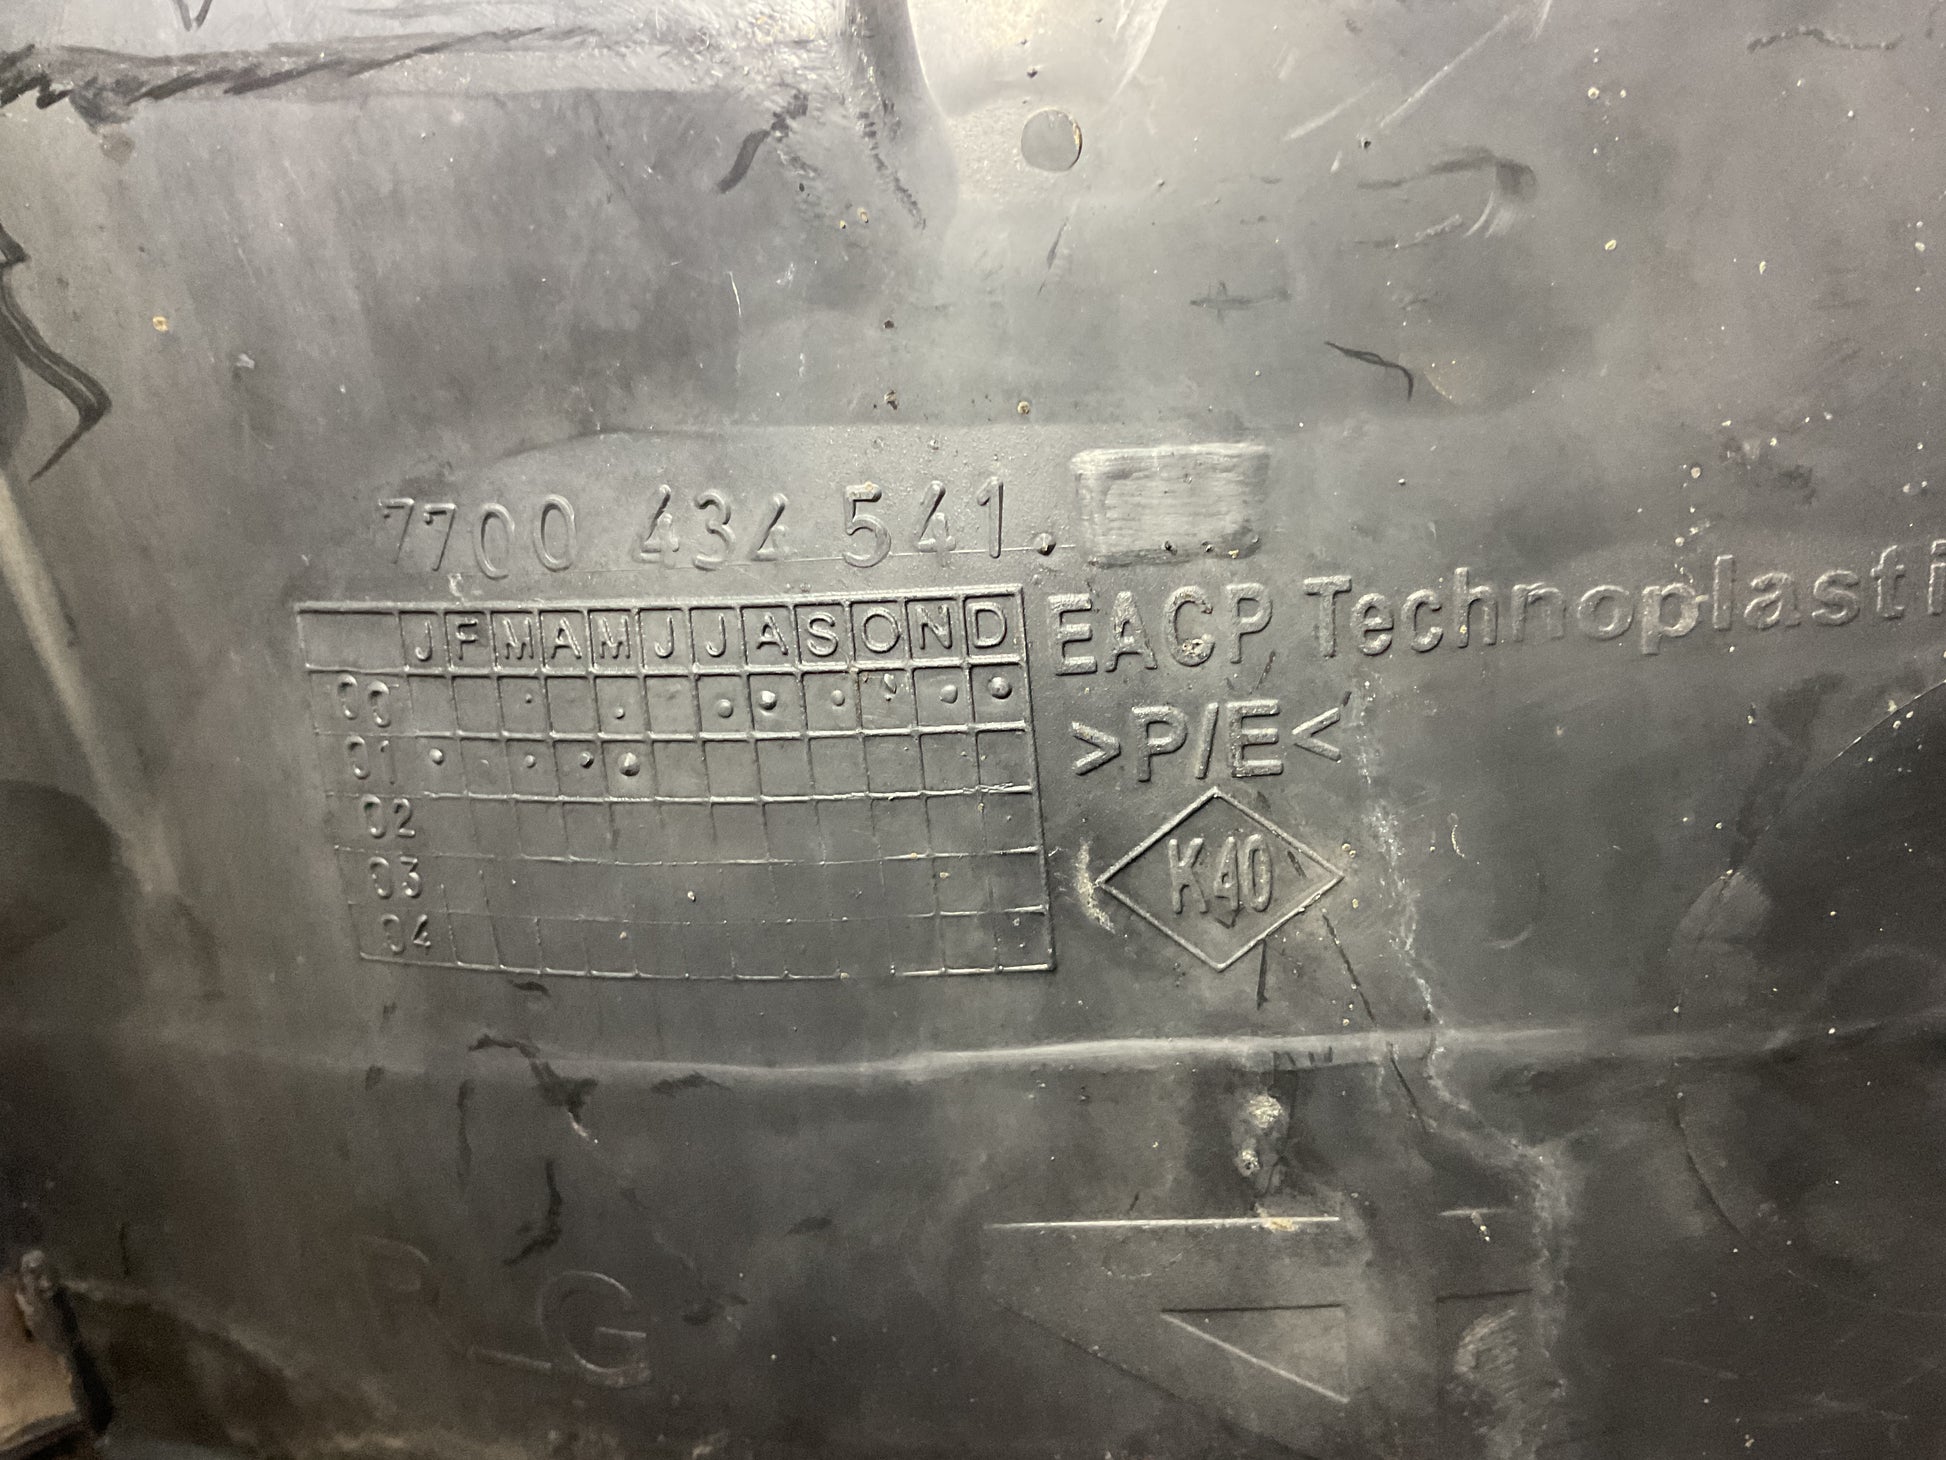 7700 434 541.
J F M A M J J A S O N D
00
01
02
03
04
EACP Technoplasti
>P/E<
K40
G